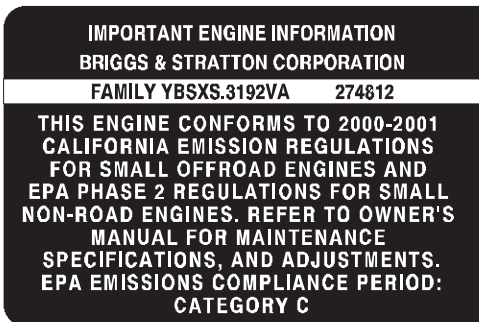 IMPORTANT ENGINE INFORMATION
BRIGGS & STRATTON CORPORATION
FAMILY YBSXS.3192VA 274812
THIS ENGINE CONFORMS TO 2000-2001
CALIFORNIA EMISSION REGULATIONS
FOR SMALL OFFROAD ENGINES AND
EPA PHASE 2 REGULATIONS FOR SMALL
NON-ROAD ENGINES. REFER TO OWNER'S
MANUAL FOR MAINTENANCE
SPECIFICATIONS, AND ADJUSTMENTS.
EPA EMISSIONS COMPLIANCE PERIOD:
CATEGORY C